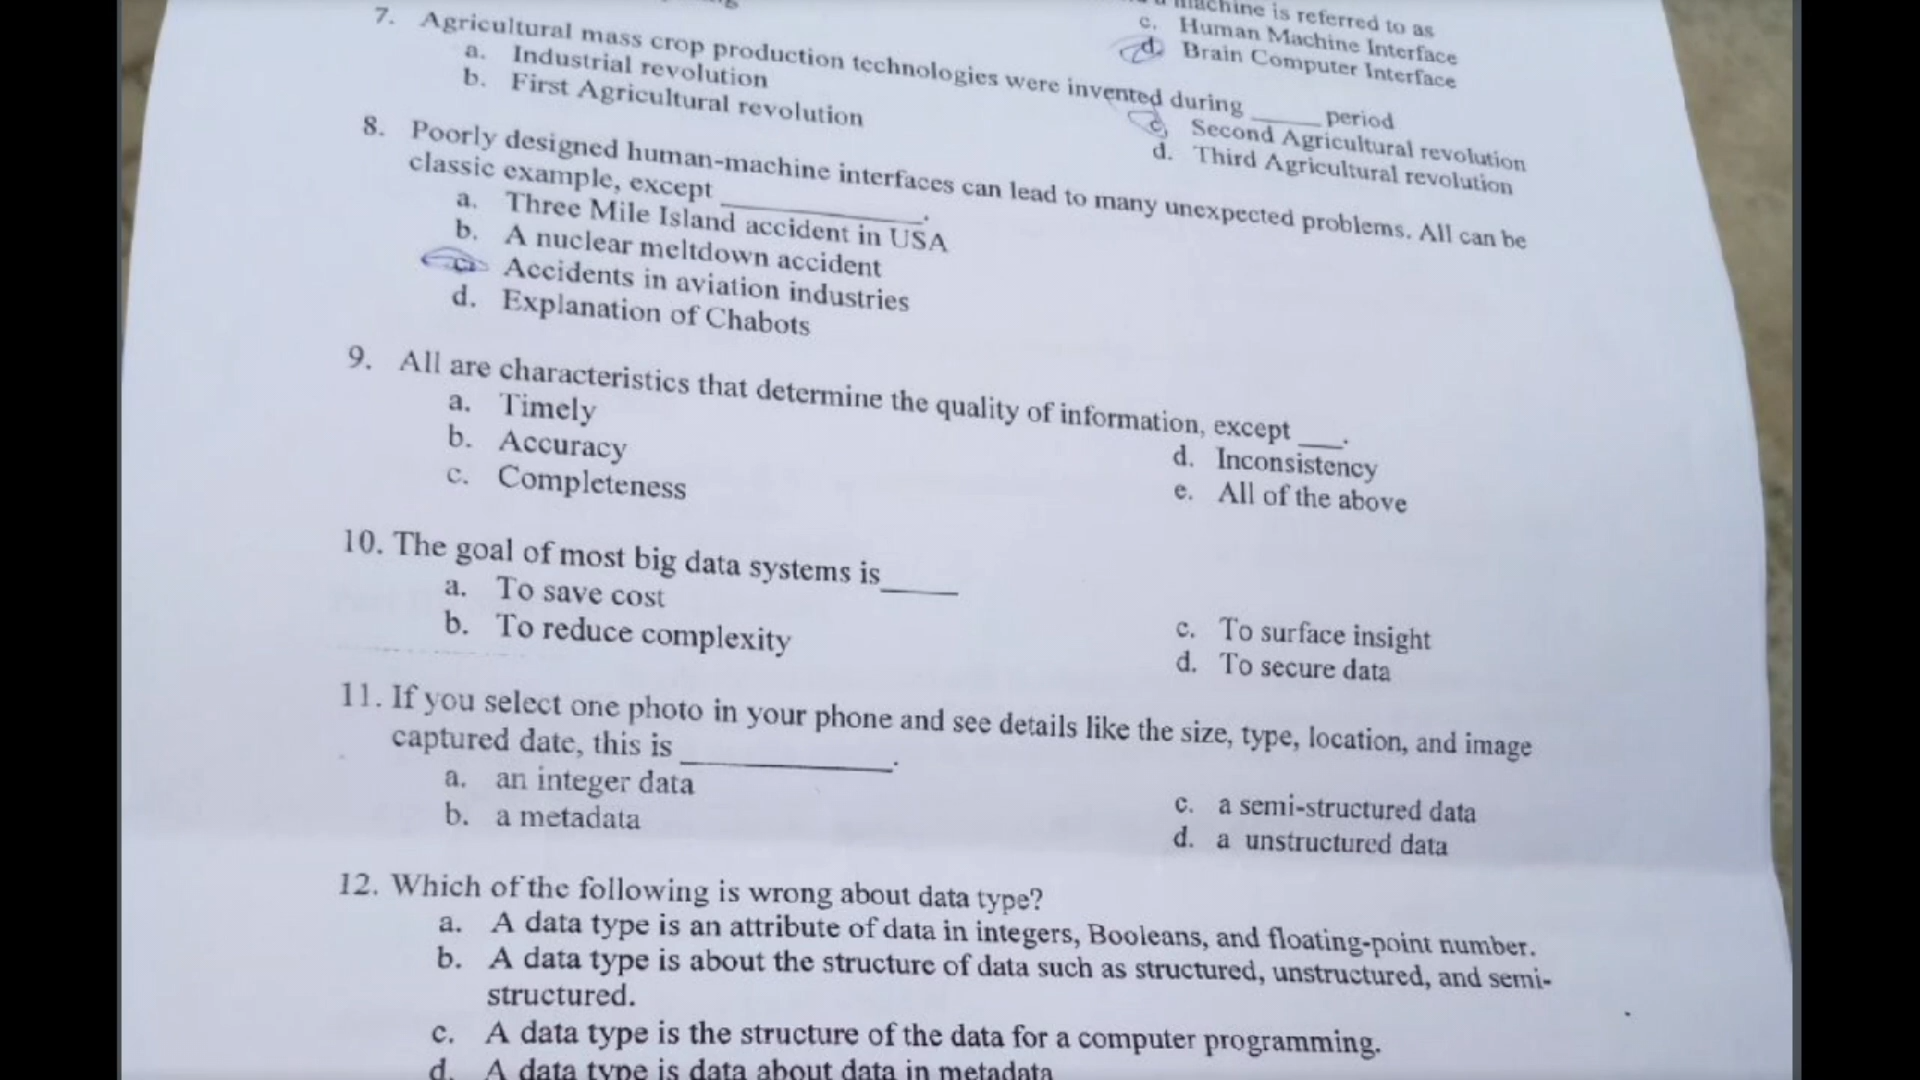 machine is referred to as
c. Human Machine Interface
d. Brain Computer Interface
7. Agricultural mass crop production technologies were invented during _____ period
a. Industrial revolution
b. First Agricultural revolution
c. Second Agricultural revolution
d. Third Agricultural revolution
8. Poorly designed human-machine interfaces can lead to many unexpected problems. All can be
classic example, except _______________.
a. Three Mile Island accident in USA
b. A nuclear meltdown accident
c. Accidents in aviation industries
d. Explanation of Chabots
9. All are characteristics that determine the quality of information, except ___.
a. Timely
b. Accuracy
c. Completeness
d. Inconsistency
e. All of the above
10. The goal of most big data systems is_____
a. To save cost
b. To reduce complexity
c. To surface insight
d. To secure data
11. If you select one photo in your phone and see details like the size, type, location, and image
captured date, this is _______________.
a. an integer data
b. a metadata
c. a semi-structured data
d. a unstructured data
12. Which of the following is wrong about data type?
a. A data type is an attribute of data in integers, Booleans, and floating-point number.
b. A data type is about the structure of data such as structured, unstructured, and semi-
structured.
c. A data type is the structure of the data for a computer programming.
d. A data type is data about data in metadata